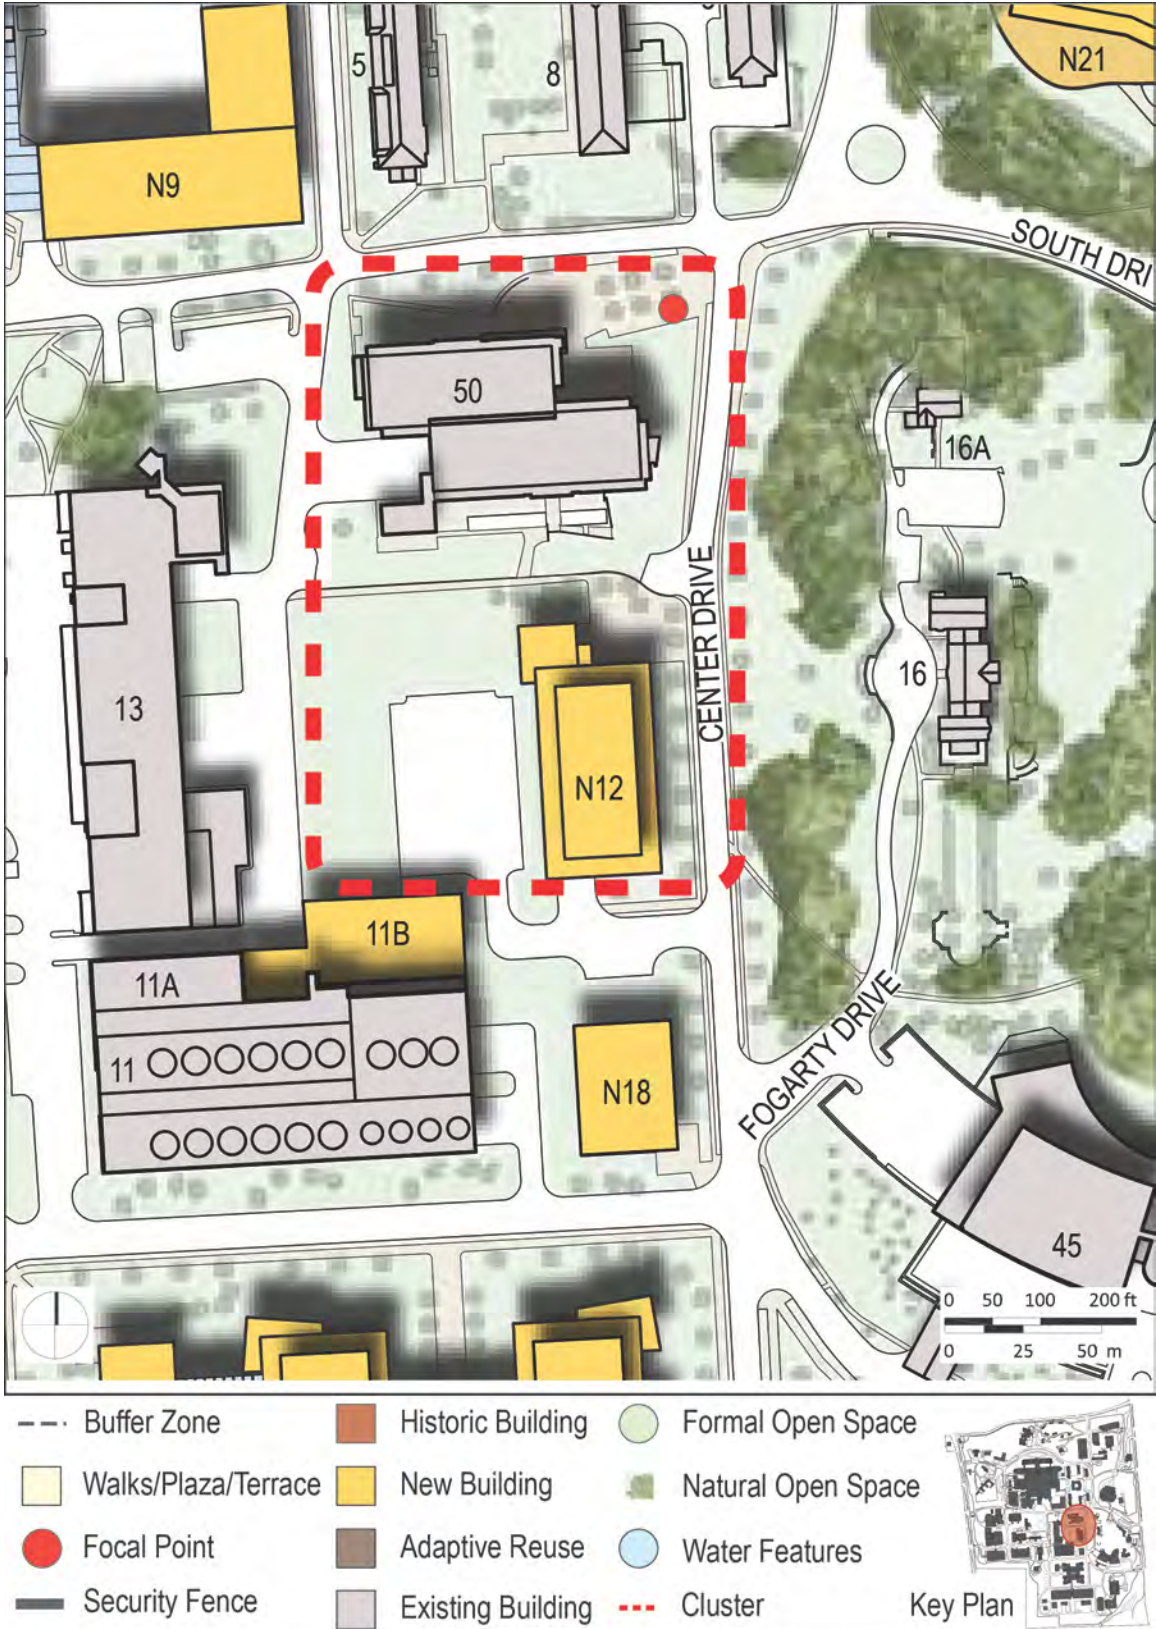 5
8
N21
N9
SOUTH DRI
50
16A
CENTER DRIVE
16
13
N12
11B
11A
11
N18
FOGARTY DRIVE
45
0 50 100 200 ft
0 25 50 m
Buffer Zone
Historic Building
Formal Open Space
Walks/Plaza/Terrace
New Building
Natural Open Space
Focal Point
Adaptive Reuse
Water Features
Security Fence
Existing Building
Cluster
Key Plan